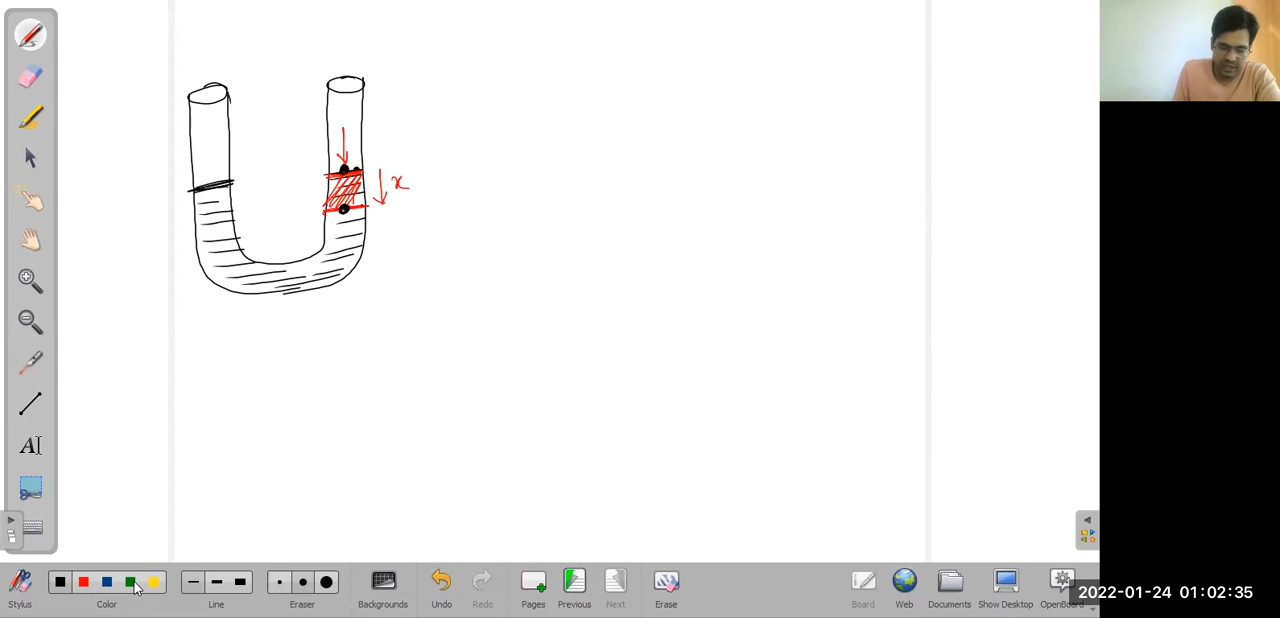 x
A
Stylus
Color
Line
Eraser
Backgrounds
Undo
Redo
Pages
Previous
Next
Erase
Board
Web
Documents
Show Desktop
OpenBoard
2022-01-24 01:02:35